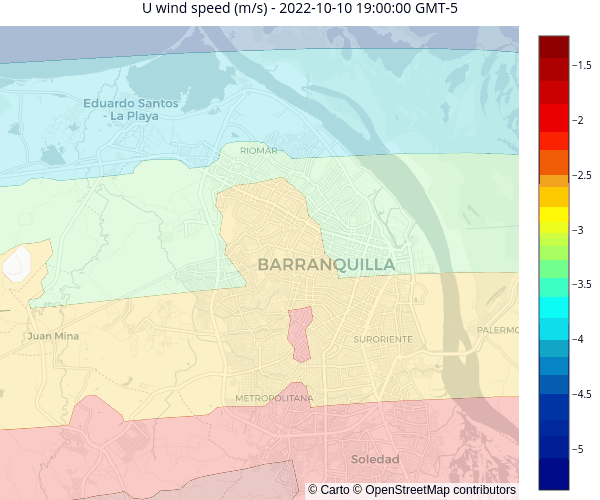 U wind speed (m/s) - 2022-10-10 19:00:00 GMT-5
Eduardo Santos
- La Playa
RIOMAR
BARRANQUILLA
Juan Mina
SURORIENTE
PALERMO
METROPOLITANA
Soledad
© Carto © OpenStreetMap contributors
−1.5
−2
−2.5
−3
−3.5
−4
−4.5
−5